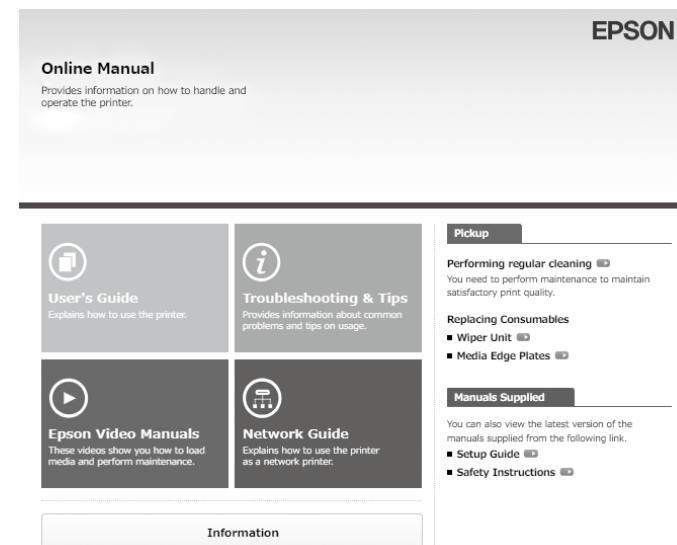 EPSON
Online Manual
Provides information on how to handle and
operate the printer.
User's Guide
Explains how to use the printer.
Troubleshooting & Tips
Provides information about common
problems and tips on usage.
Epson Video Manuals
These videos show you how to load
media and perform maintenance.
Network Guide
Explains how to use the printer
as a network printer.
Information
Pickup
Performing regular cleaning
You need to perform maintenance to maintain
satisfactory print quality.
Replacing Consumables
Wiper Unit
Media Edge Plates
Manuals Supplied
You can also view the latest version of the
manuals supplied from the following link.
Setup Guide
Safety Instructions